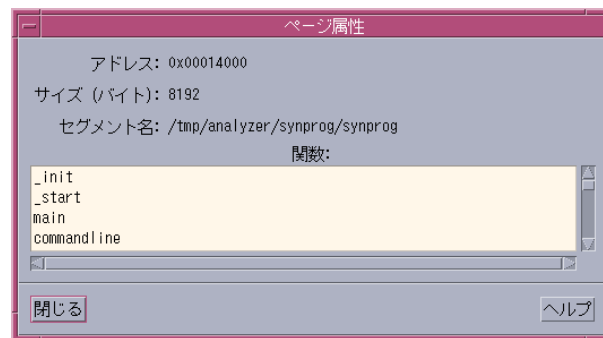 ページ属性
アドレス: 0x00014000
サイズ (バイト): 8192
セグメント名: /tmp/analyzer/synprog/synprog
関数:
_init
_start
main
commandline
閉じる
ヘルプ